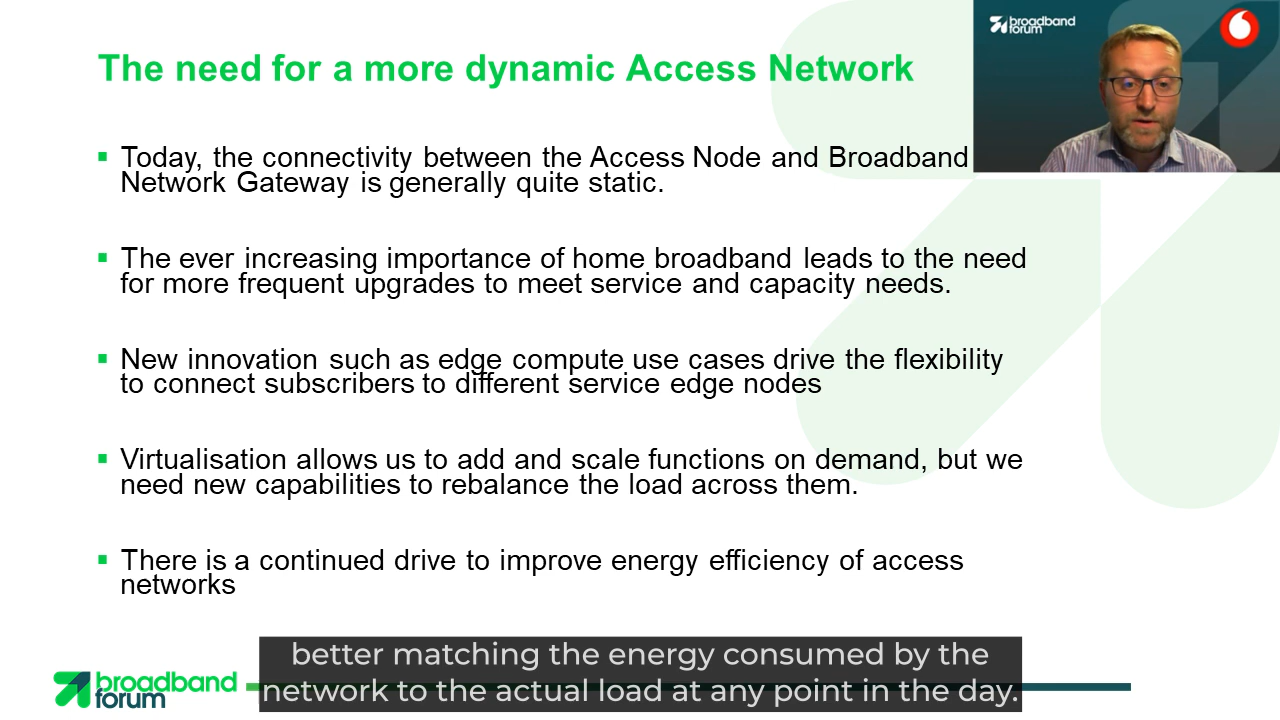 The need for a more dynamic Access Network
broadband
forum
Today, the connectivity between the Access Node and Broadband
Network Gateway is generally quite static.
The ever increasing importance of home broadband leads to the need
for more frequent upgrades to meet service and capacity needs.
New innovation such as edge compute use cases drive the flexibility
to connect subscribers to different service edge nodes
Virtualisation allows us to add and scale functions on demand, but we
need new capabilities to rebalance the load across them.
There is a continued drive to improve energy efficiency of access
networks
better matching the energy consumed by the
network to the actual load at any point in the day.
broadband
forum